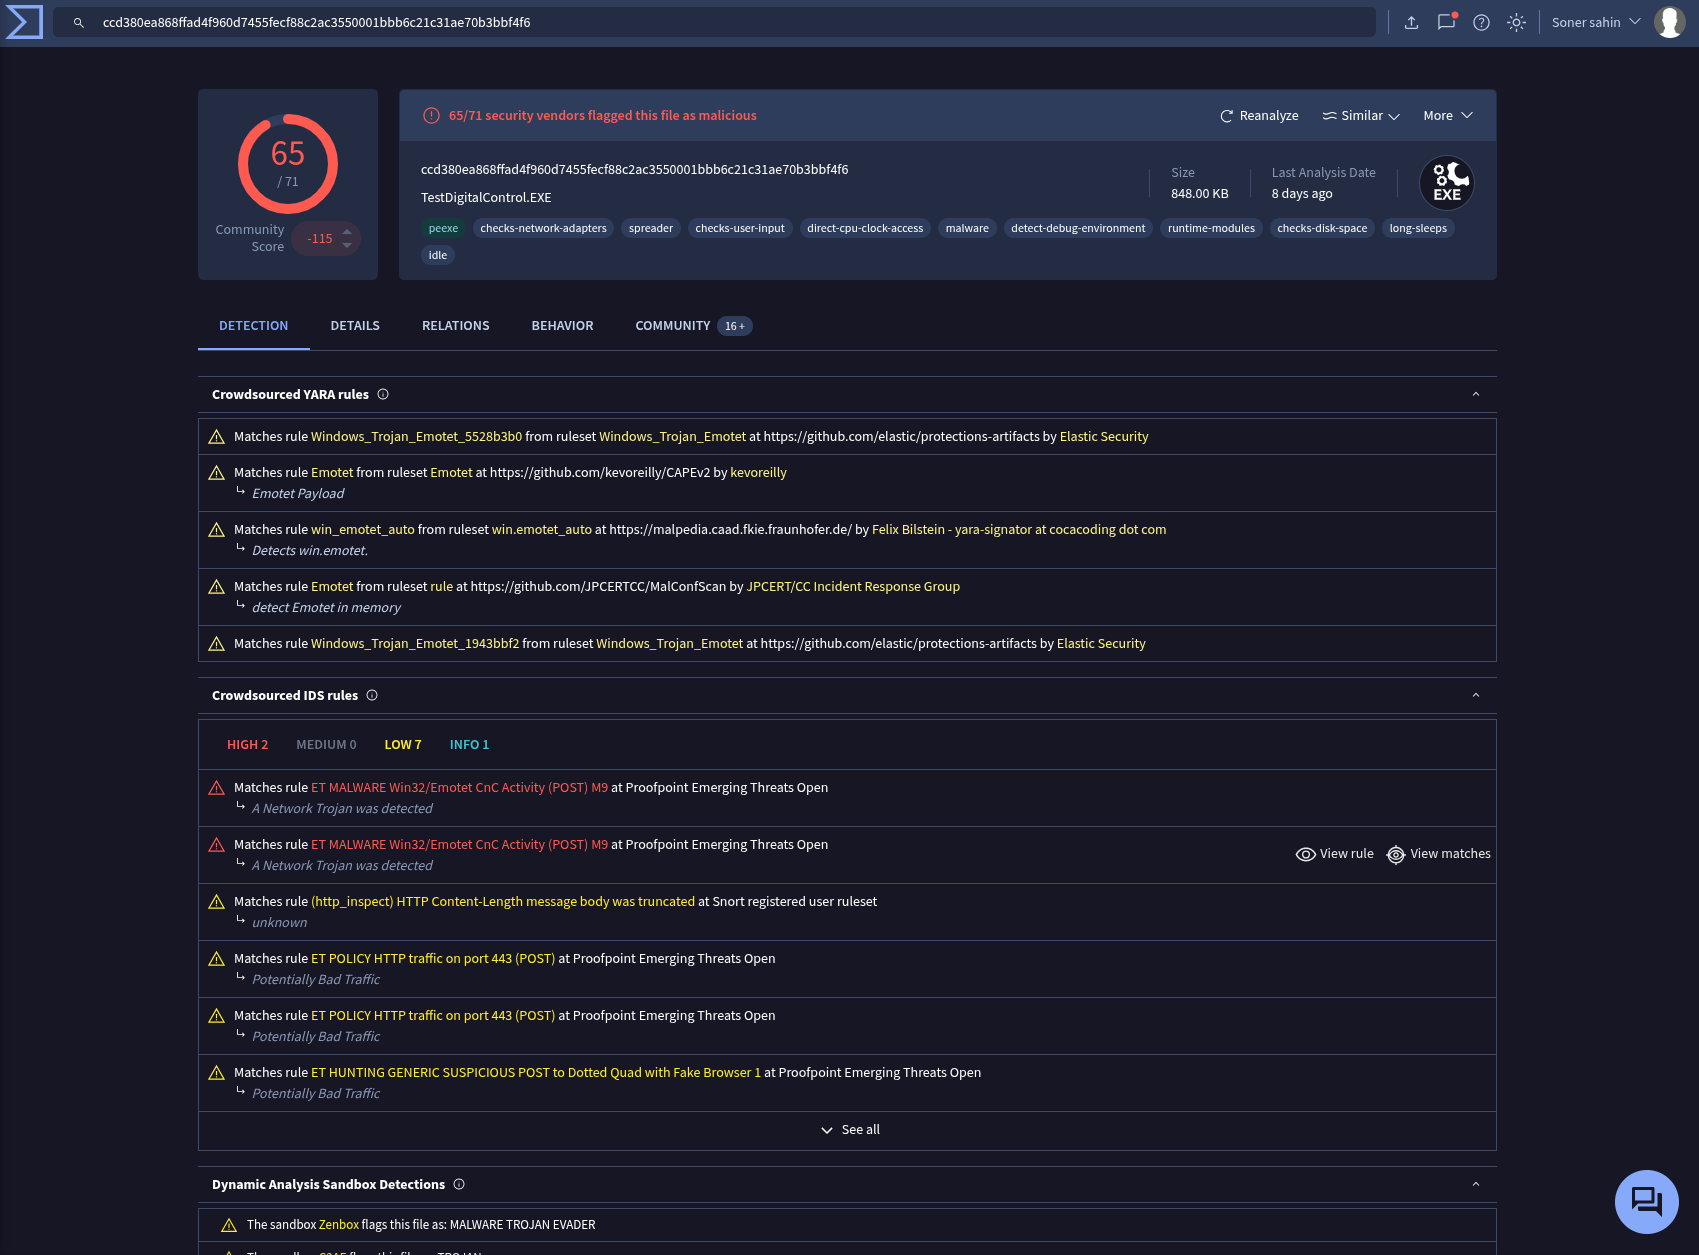 ccd380ea868ffad4f960d7455fecf88c2ac3550001bbb6c21c31ae70b3bbf4f6
Soner sahin
65
/ 71
Community Score
-115
65/71 security vendors flagged this file as malicious
Reanalyze
Similar
More
ccd380ea868ffad4f960d7455fecf88c2ac3550001bbb6c21c31ae70b3bbf4f6
TestDigitalControl.EXE
Size
848.00 KB
Last Analysis Date
8 days ago
EXE
peexe checks-network-adapters spreader checks-user-input direct-cpu-clock-access malware detect-debug-environment runtime-modules checks-disk-space long-sleeps
idle
DETECTION DETAILS RELATIONS BEHAVIOR COMMUNITY 16 +
Crowdsourced YARA rules
Matches rule Windows_Trojan_Emotet_5528b3b0 from ruleset Windows_Trojan_Emotet at https://github.com/elastic/protections-artifacts by Elastic Security
Matches rule Emotet from ruleset Emotet at https://github.com/kevoreilly/CAPEv2 by kevoreilly
Emotet Payload
Matches rule win_emotet_auto from ruleset win.emotet_auto at https://malpedia.caad.fkie.fraunhofer.de/ by Felix Bilstein - yara-signator at cocacoding dot com
Detects win.emotet.
Matches rule Emotet from ruleset rule at https://github.com/JPCERTCC/MalConfScan by JPCERT/CC Incident Response Group
detect Emotet in memory
Matches rule Windows_Trojan_Emotet_1943bbf2 from ruleset Windows_Trojan_Emotet at https://github.com/elastic/protections-artifacts by Elastic Security
Crowdsourced IDS rules
HIGH 2 MEDIUM 0 LOW 7 INFO 1
Matches rule ET MALWARE Win32/Emotet CnC Activity (POST) M9 at Proofpoint Emerging Threats Open
A Network Trojan was detected
Matches rule ET MALWARE Win32/Emotet CnC Activity (POST) M9 at Proofpoint Emerging Threats Open
A Network Trojan was detected
View rule View matches
Matches rule (http_inspect) HTTP Content-Length message body was truncated at Snort registered user ruleset
unknown
Matches rule ET POLICY HTTP traffic on port 443 (POST) at Proofpoint Emerging Threats Open
Potentially Bad Traffic
Matches rule ET POLICY HTTP traffic on port 443 (POST) at Proofpoint Emerging Threats Open
Potentially Bad Traffic
Matches rule ET HUNTING GENERIC SUSPICIOUS POST to Dotted Quad with Fake Browser 1 at Proofpoint Emerging Threats Open
Potentially Bad Traffic
See all
Dynamic Analysis Sandbox Detections
The sandbox Zenbox flags this file as: MALWARE TROJAN EVADER